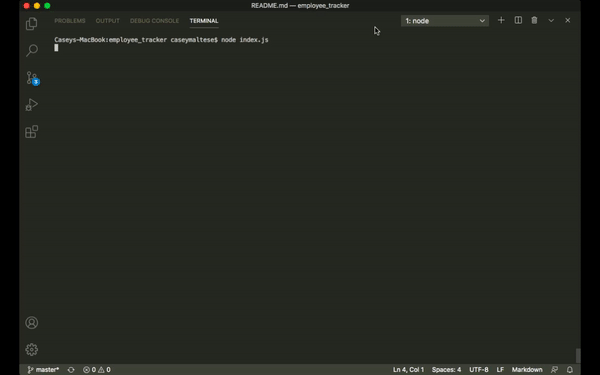 README.md — employee_tracker
PROBLEMS OUTPUT DEBUG CONSOLE TERMINAL 1: node
Caseys-MacBook:employee_tracker caseymaltese$ node index.js
master* 0 0 Ln 4, Col 1 Spaces: 4 UTF-8 LF Markdown